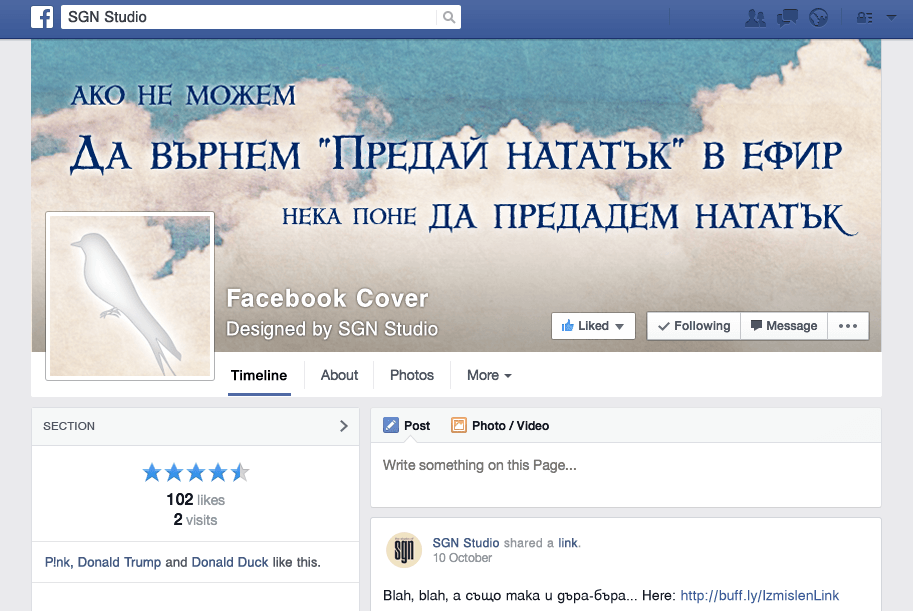 SGN Studio
АКО НЕ МОЖЕМ
ДА ВЪРНЕМ "ПРЕДАЙ НАТАТЪК" В ЕФИР
НЕКА ПОНЕ ДА ПРЕДАДЕМ НАТАТЪК
Facebook Cover
Designed by SGN Studio
Liked
Following
Message
Timeline
About
Photos
More
SECTION
102 likes
2 visits
P!nk, Donald Trump and Donald Duck like this.
Post
Photo / Video
Write something on this Page...
sgn
SGN Studio shared a link.
10 October
Blah, blah, а също така и дъра-бъра... Here: http://buff.ly/IzmislenLink